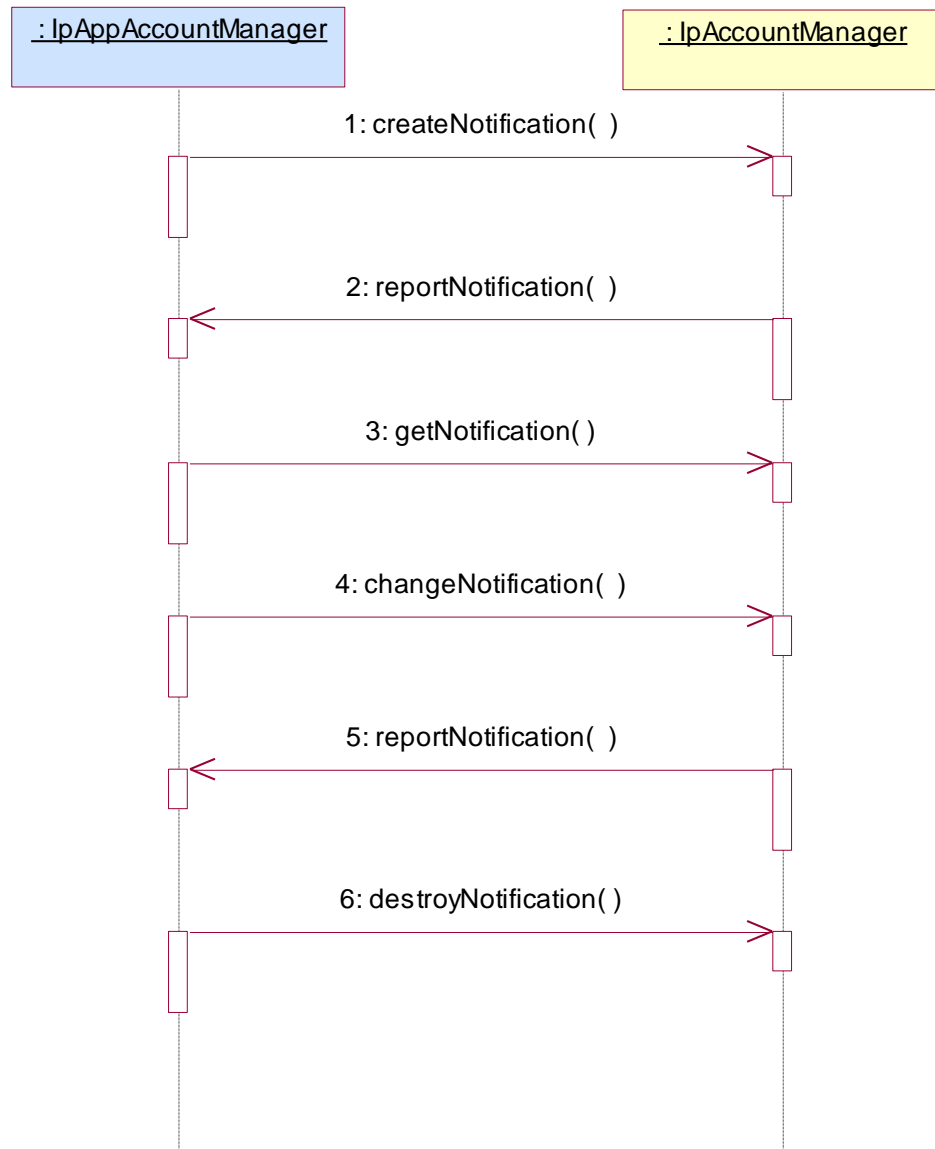 : IpAppAccountManager
: IpAccountManager
1: createNotification( )
2: reportNotification( )
3: getNotification( )
4: changeNotification( )
5: reportNotification( )
6: destroyNotification( )